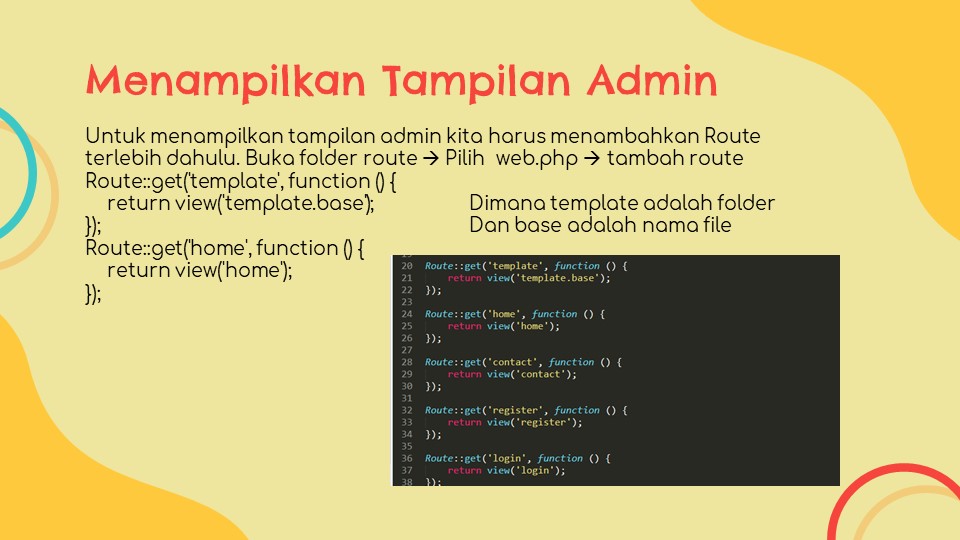 Menampilkan Tampilan Admin
Untuk menampilkan tampilan admin kita harus menambahkan Route
terlebih dahulu. Buka folder route → Pilih web.php → tambah route
Route::get('template', function () {
return view('template.base');
});
Route::get('home', function () {
return view('home');
});
Dimana template adalah folder
Dan base adalah nama file
20 Route::get('template', function () {
21 return view('template.base');
22 });
23
24 Route::get('home', function () {
25 return view('home');
26 });
27
28 Route::get('contact', function () {
29 return view('contact');
30 });
31
32 Route::get('register', function () {
33 return view('register');
34 });
35
36 Route::get('login', function () {
37 return view('login');
38 });